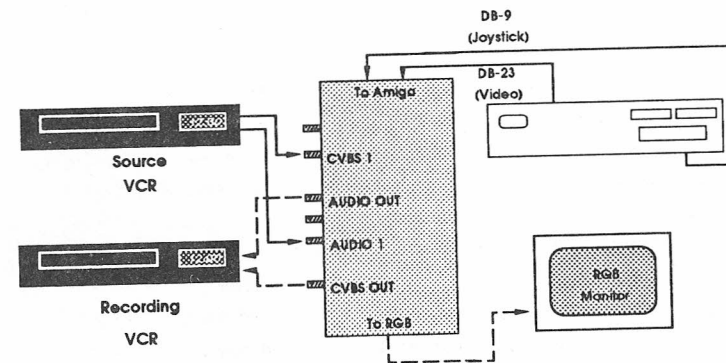 DB-9
(Joystick)
DB-23
(Video)
To Amiga
CVBS 1
Source
VCR
AUDIO OUT
AUDIO 1
CVBS OUT
Recording
VCR
To RGB
RGB
Monitor